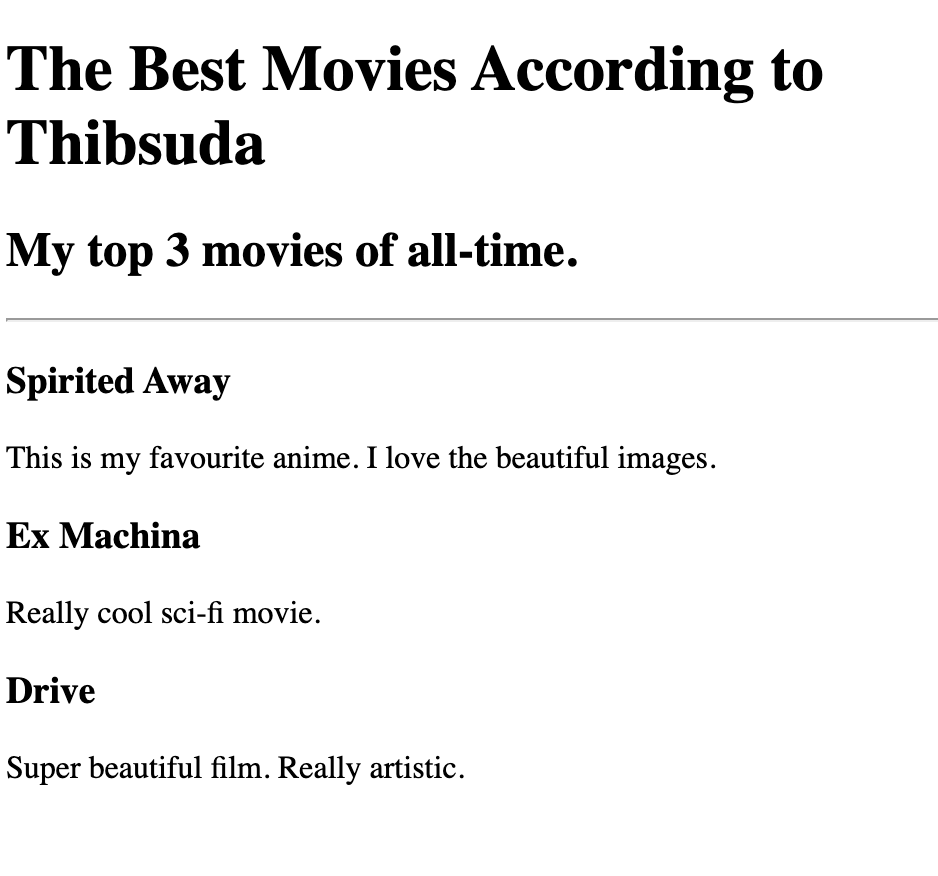 The Best Movies According to
Thibsuda
My top 3 movies of all-time.
Spirited Away
This is my favourite anime. I love the beautiful images.
Ex Machina
Really cool sci-fi movie.
Drive
Super beautiful film. Really artistic.